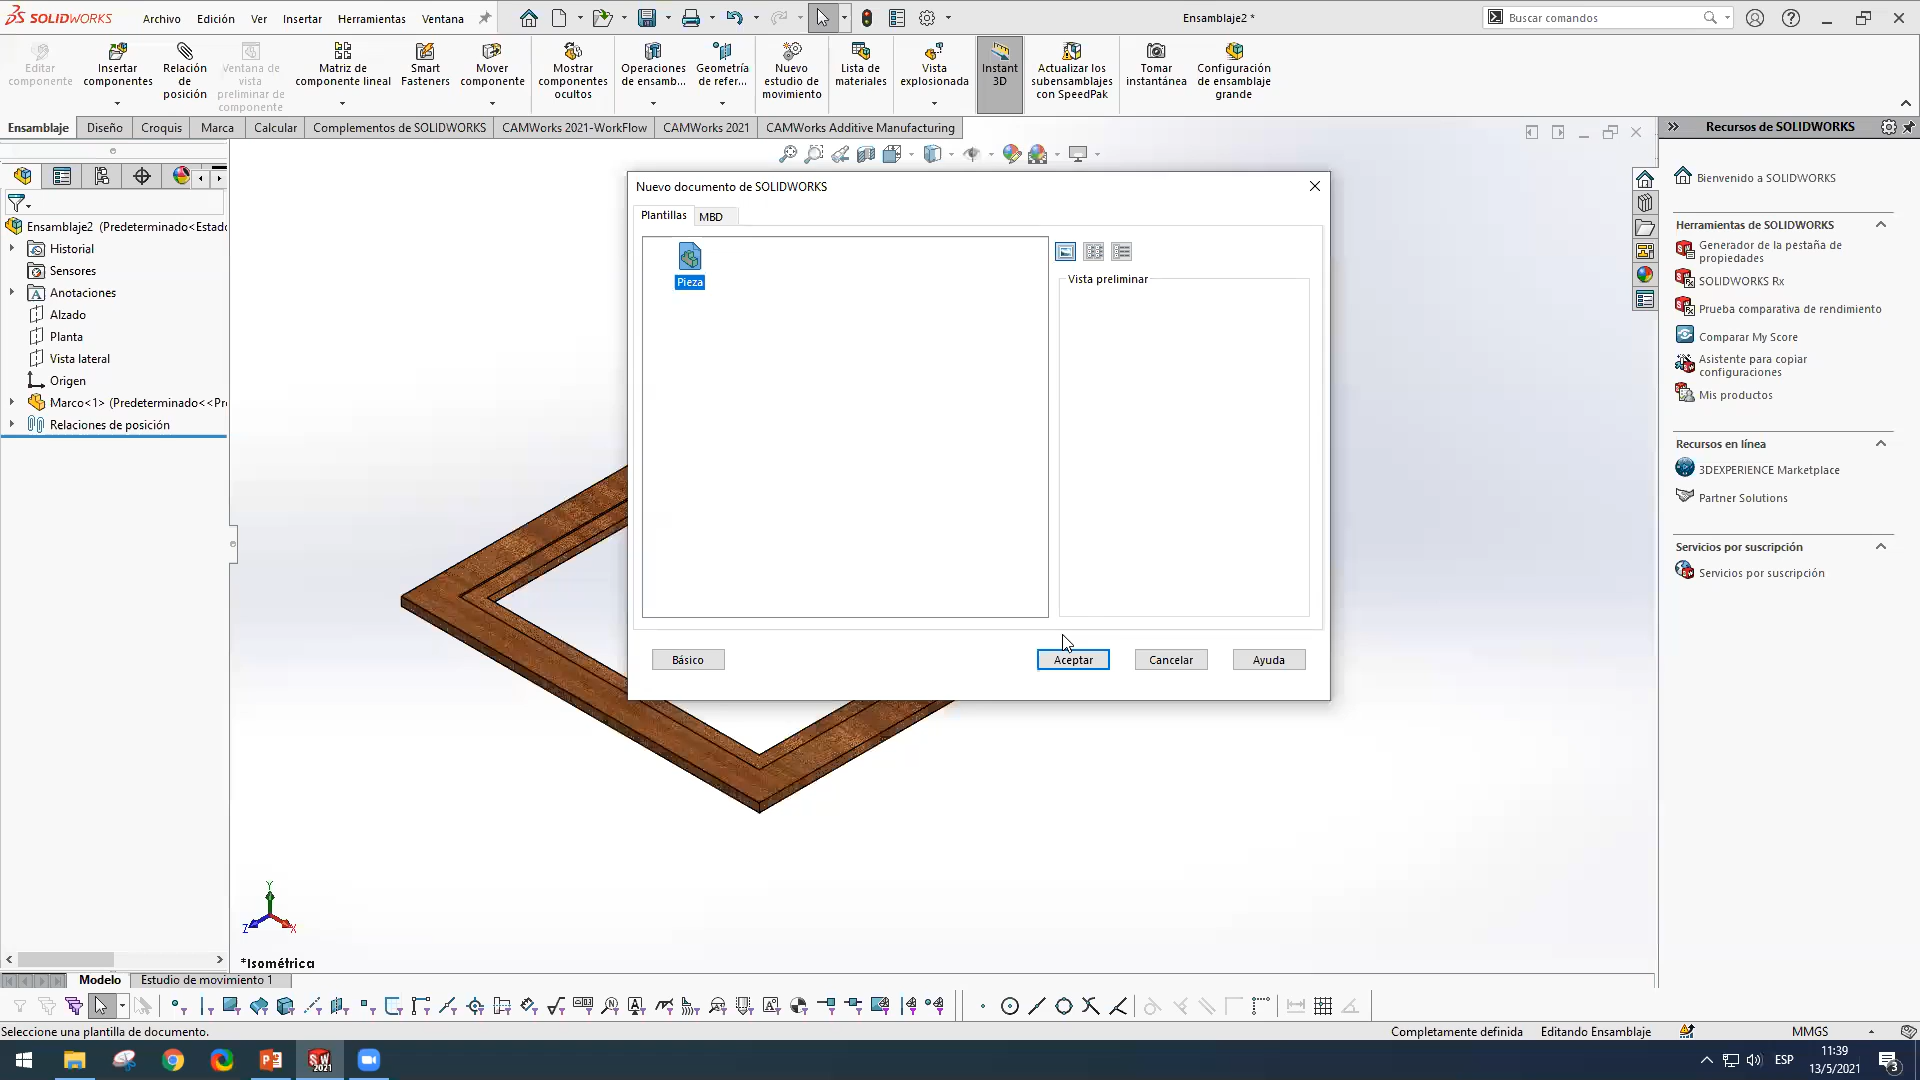 SOLIDWORKS
Archivo
Edición
Ver
Insertar
Herramientas
Ventana
Ensamblaje2 *
Buscar comandos
Editar
componente
Insertar
componentes
Relación
de
posición
Ventana de
vista
preliminar de
componente
Matriz de
componente lineal
Smart
Fasteners
Mover
componente
Mostrar
componentes
ocultos
Operaciones
de ensamb...
Geometría
de refer...
Nuevo
estudio de
movimiento
Lista de
materiales
Vista
explosionada
Instant
3D
Actualizar los
subensamblajes
con SpeedPak
Tomar
instantánea
Configuración
de ensamblaje
grande
Ensamblaje
Diseño
Croquis
Marca
Calcular
Complementos de SOLIDWORKS
CAMWorks 2021-WorkFlow
CAMWorks 2021
CAMWorks Additive Manufacturing
Recursos de SOLIDWORKS
Ensamblaje2 (Predeterminado<Estad
Historial
Sensores
Anotaciones
Alzado
Planta
Vista lateral
Origen
Marco<1> (Predeterminado<<Pr
Relaciones de posición
Nuevo documento de SOLIDWORKS
Plantillas
MBD
Pieza
Vista preliminar
Básico
Aceptar
Cancelar
Ayuda
Bienvenido a SOLIDWORKS
Herramientas de SOLIDWORKS
Generador de la pestaña de
propiedades
SOLIDWORKS Rx
Prueba comparativa de rendimiento
Comparar My Score
Asistente para copiar
configuraciones
Mis productos
Recursos en línea
3DEXPERIENCE Marketplace
Partner Solutions
Servicios por suscripción
Servicios por suscripción
Y
Z
X
*Isométrica
Modelo
Estudio de movimiento 1
Seleccione una plantilla de documento.
Completamente definida
Editando Ensamblaje
MMGS
ESP
11:39
13/5/2021
3